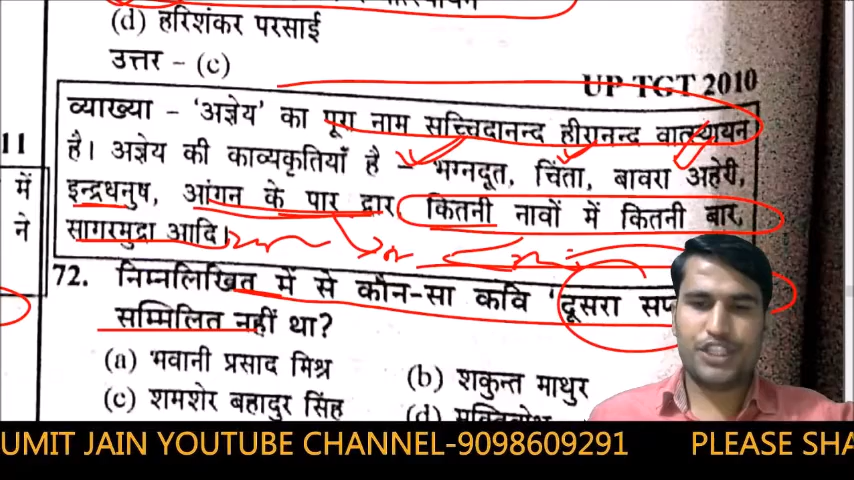 (d) हरिशंकर परसाई
उत्तर – (c)
UP TGT 2010
व्याख्या – 'अज्ञेय' का पूरा नाम सच्चिदानन्द हीरानन्द वात्स्यायन
है। अज्ञेय की काव्यकृतियाँ है – भग्नदूत, चिंता, बावरा अहेरी,
इन्द्रधनुष, आंगन के पार द्वार, कितनी नावों में कितनी बार,
सागरमुद्रा आदि।
11
में
ने
72. निम्नलिखित में से कौन-सा कवि 'दूसरा
सम्मिलित नहीं था?
(a) भवानी प्रसाद मिश्र
(b) शकुन्त माथुर
(c) शमशेर बहादुर सिंह
(d) मुक्तिबोध
UMIT JAIN YOUTUBE CHANNEL-9098609291 PLEASE SHA